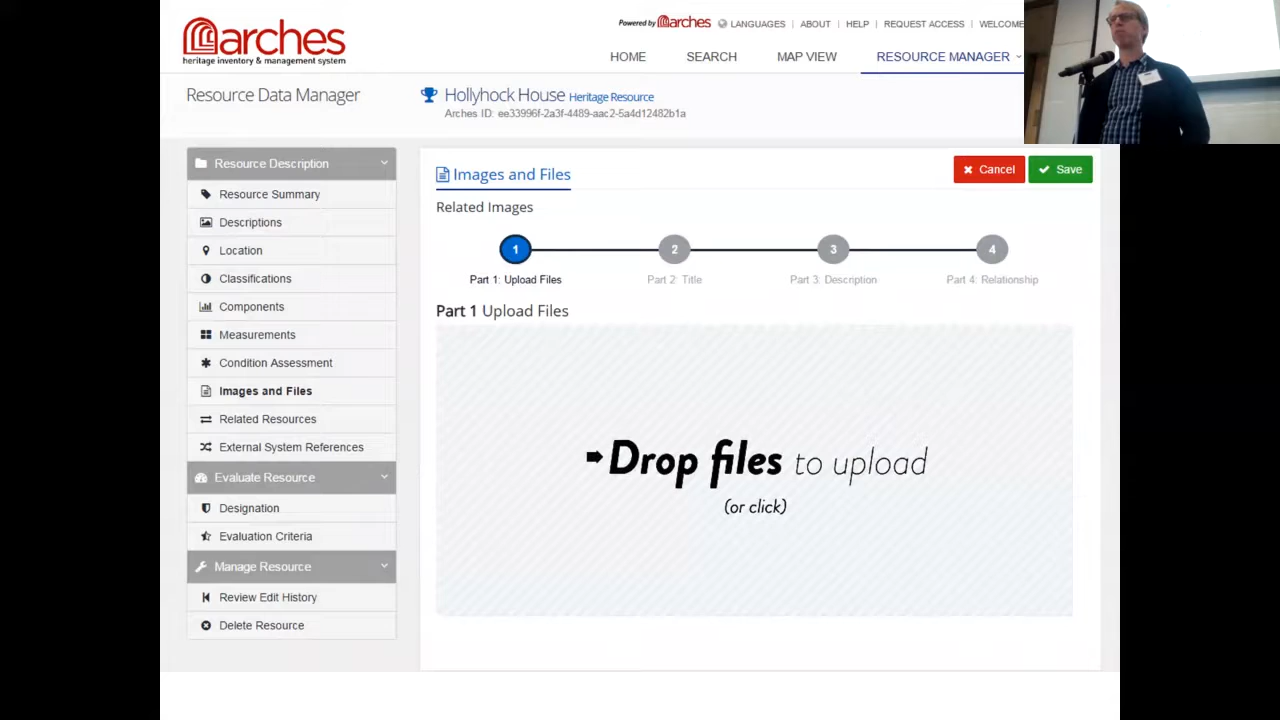 arches
heritage inventory & management system
Powered by arches LANGUAGES | ABOUT | HELP | REQUEST ACCESS | WELCOME
HOME SEARCH MAP VIEW RESOURCE MANAGER
Resource Data Manager
Hollyhock House Heritage Resource
Arches ID: ee33996f-2a3f-4489-aac2-5a4d12482b1a
Resource Description
Resource Summary
Descriptions
Location
Classifications
Components
Measurements
Condition Assessment
Images and Files
Related Resources
External System References
Evaluate Resource
Designation
Evaluation Criteria
Manage Resource
Review Edit History
Delete Resource
Images and Files
Cancel
Save
Related Images
1 2 3 4
Part 1: Upload Files Part 2: Title Part 3: Description Part 4: Relationship
Part 1 Upload Files
Drop files to upload
(or click)